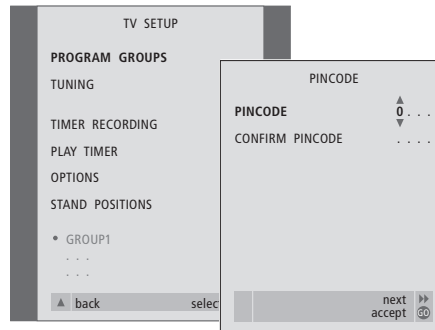 TV SETUP
PROGRAM GROUPS
TUNING
TIMER RECORDING
PLAY TIMER
OPTIONS
STAND POSITIONS
• GROUP1
. . .
. . .
back selec
PINCODE
PINCODE 0 . . .
CONFIRM PINCODE . . . .
next
accept GO